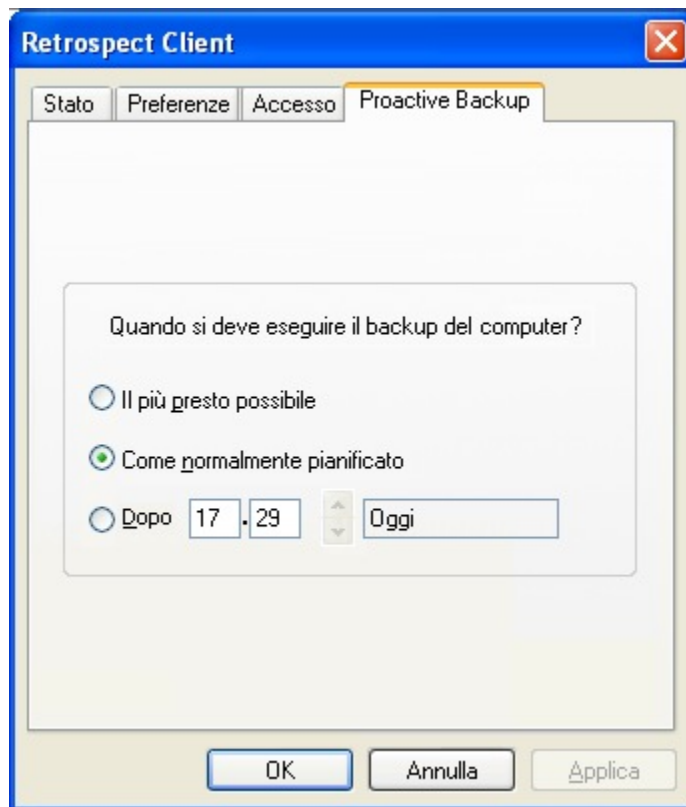 Retrospect Client
Stato Preferenze Accesso Proactive Backup
Quando si deve eseguire il backup del computer?
Il più presto possibile
Come normalmente pianificato
Dopo 17.29 Oggi
OK Annulla Applica